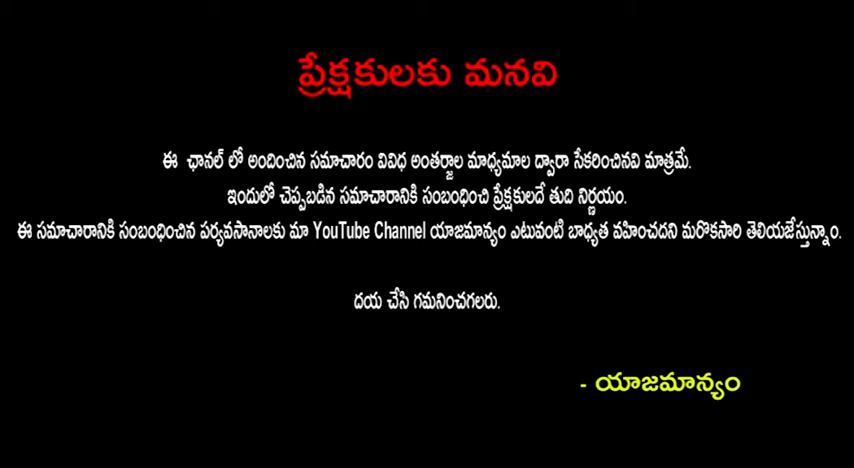 ప్రేక్షకులకు మనవి
ఈ ఛానల్ లో అందించిన సమాచారం వివిధ అంతర్జాల మాధ్యమాల ద్వారా సేకరించినవి మాత్రమే.
ఇందులో చెప్పబడిన సమాచారానికి సంబంధించి ప్రేక్షకులదే తుది నిర్ణయం.
ఈ సమాచారానికి సంబంధించిన పర్యవసానాలకు మా YouTube Channel యాజమాన్యం ఎటువంటి బాధ్యత వహించదని మరొకసారి తెలియజేస్తున్నాం.
దయ చేసి గమనించగలరు.
- యాజమాన్యం